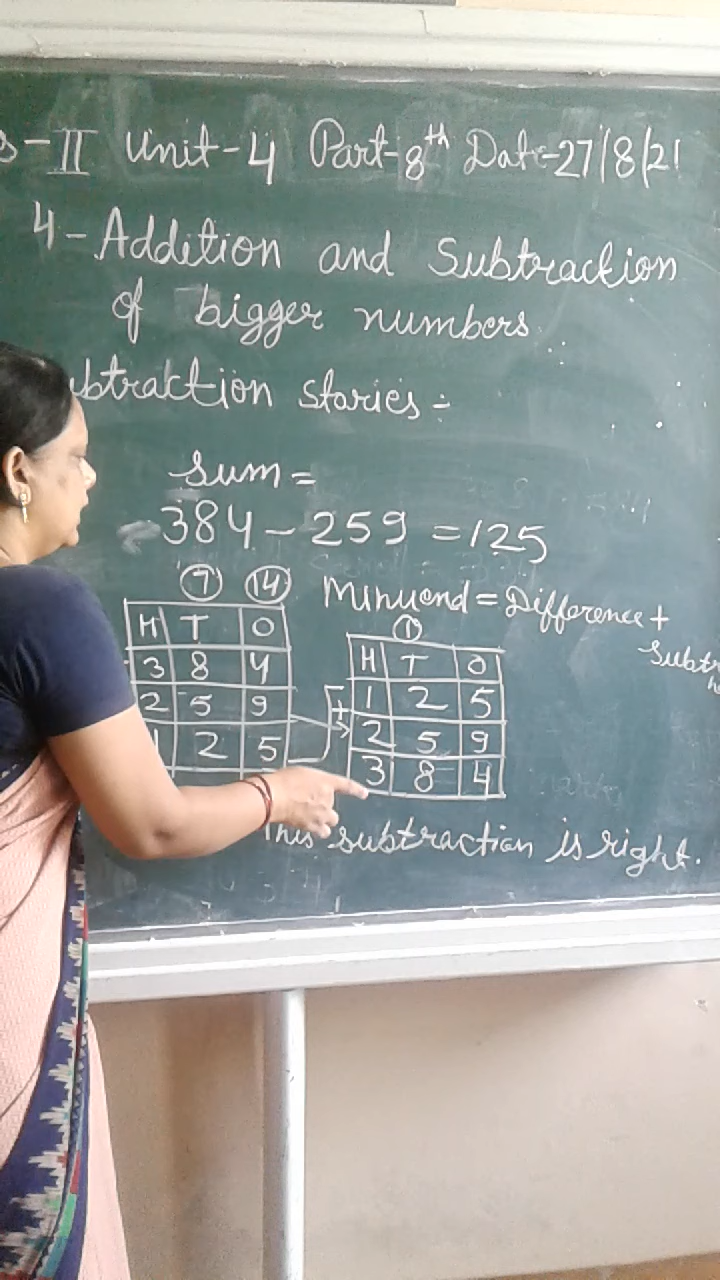 -II Unit-4 Part-8th Date-27/8/21
4-Addition and Subtraction
of bigger numbers
btraction stories:-
Sum =
384 - 259 = 125
Minuend = Difference +
Subtr
7 14
H T O
3 8 4
2 5 9
1 2 5
1
H T O
1 2 5
+ 2 5 9
3 8 4
This subtraction is right.